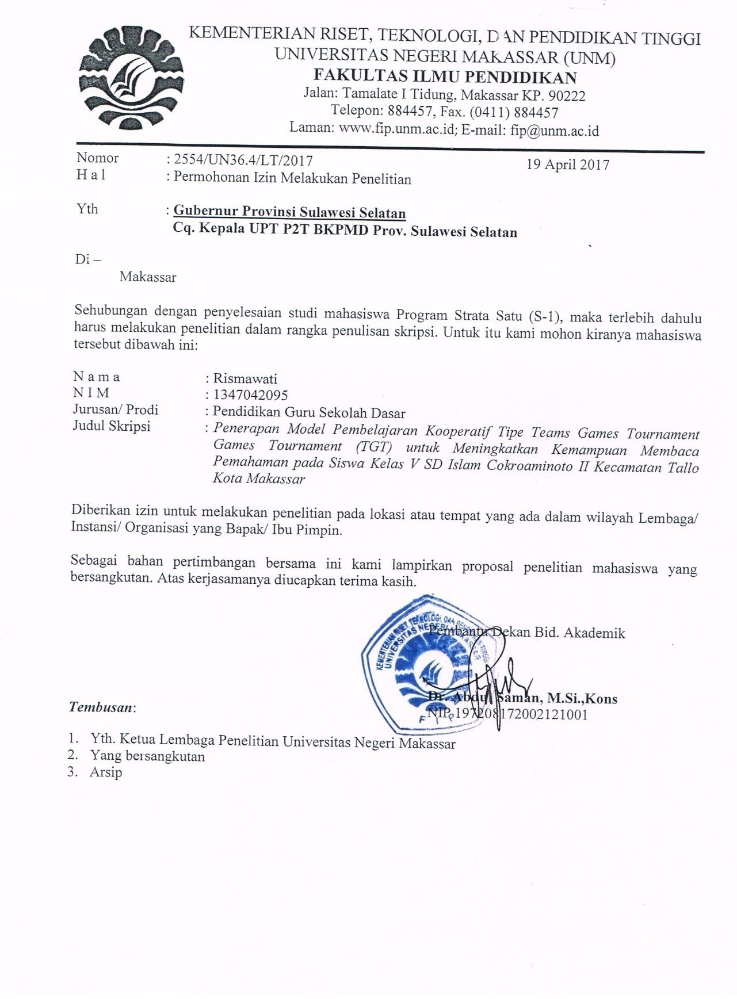 KEMENTERIAN RISET, TEKNOLOGI, DAN PENDIDIKAN TINGGI
UNIVERSITAS NEGERI MAKASSAR (UNM)
FAKULTAS ILMU PENDIDIKAN
Jalan: Tamalate I Tidung, Makassar KP. 90222
Telepon: 884457, Fax. (0411) 884457
Laman: www.fip.unm.ac.id; E-mail: fip@unm.ac.id
Nomor : 2554/UN36.4/LT/2017 19 April 2017
H a l : Permohonan Izin Melakukan Penelitian
Yth : Gubernur Provinsi Sulawesi Selatan
Cq. Kepala UPT P2T BKPMD Prov. Sulawesi Selatan
Di –
Makassar
Sehubungan dengan penyelesaian studi mahasiswa Program Strata Satu (S-1), maka terlebih dahulu
harus melakukan penelitian dalam rangka penulisan skripsi. Untuk itu kami mohon kiranya mahasiswa
tersebut dibawah ini:
N a m a : Rismawati
N I M : 1347042095
Jurusan/ Prodi : Pendidikan Guru Sekolah Dasar
Judul Skripsi : Penerapan Model Pembelajaran Kooperatif Tipe Teams Games Tournament
Games Tournament (TGT) untuk Meningkatkan Kemampuan Membaca
Pemahaman pada Siswa Kelas V SD Islam Cokroaminoto II Kecamatan Tallo
Kota Makassar
Diberikan izin untuk melakukan penelitian pada lokasi atau tempat yang ada dalam wilayah Lembaga/
Instansi/ Organisasi yang Bapak/ Ibu Pimpin.
Sebagai bahan pertimbangan bersama ini kami lampirkan proposal penelitian mahasiswa yang
bersangkutan. Atas kerjasamanya diucapkan terima kasih.
KEMENTERIAN RISET, TEKNOLOGI, DAN PENDIDIKAN TINGGI
UNIVERSITAS NEGERI MAKASSAR
F I P
Pembantu Dekan Bid. Akademik
Dr. Abdul Saman, M.Si.,Kons
NIP 197208172002121001
Tembusan:
1. Yth. Ketua Lembaga Penelitian Universitas Negeri Makassar
2. Yang bersangkutan
3. Arsip